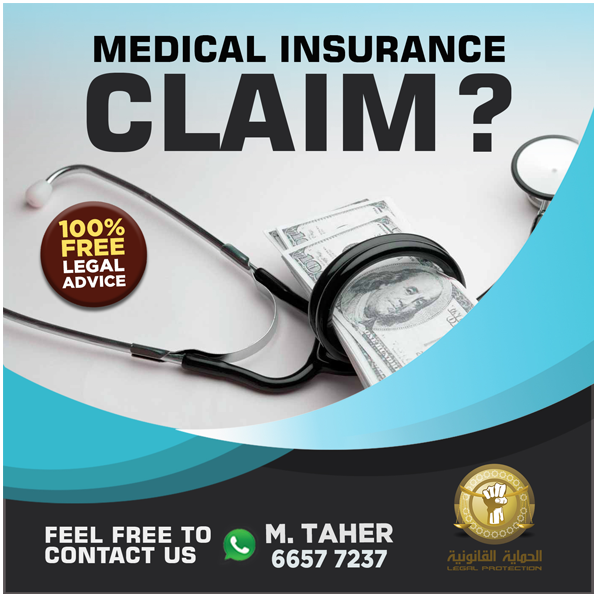 MEDICAL INSURANCE
CLAIM?
100%
FREE
LEGAL
ADVICE
FEEL FREE TO
CONTACT US
M. TAHER
6657 7237
الحماية القانونية
LEGAL PROTECTION